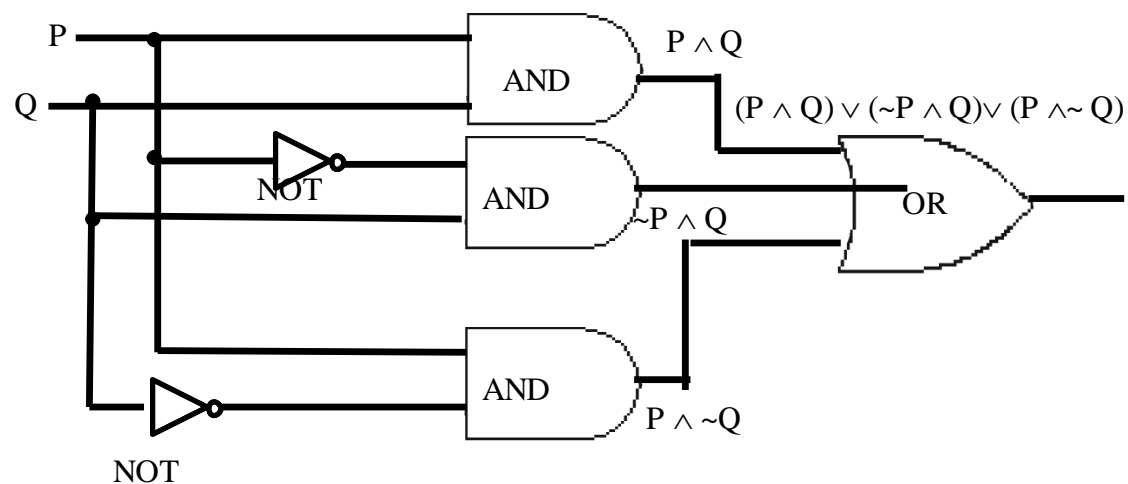 P
P ∧ Q
AND
Q
(P ∧ Q) ∨ (~P ∧ Q)∨ (P ∧~ Q)
NOT
AND
OR
~P ∧ Q
AND
P ∧ ~Q
NOT